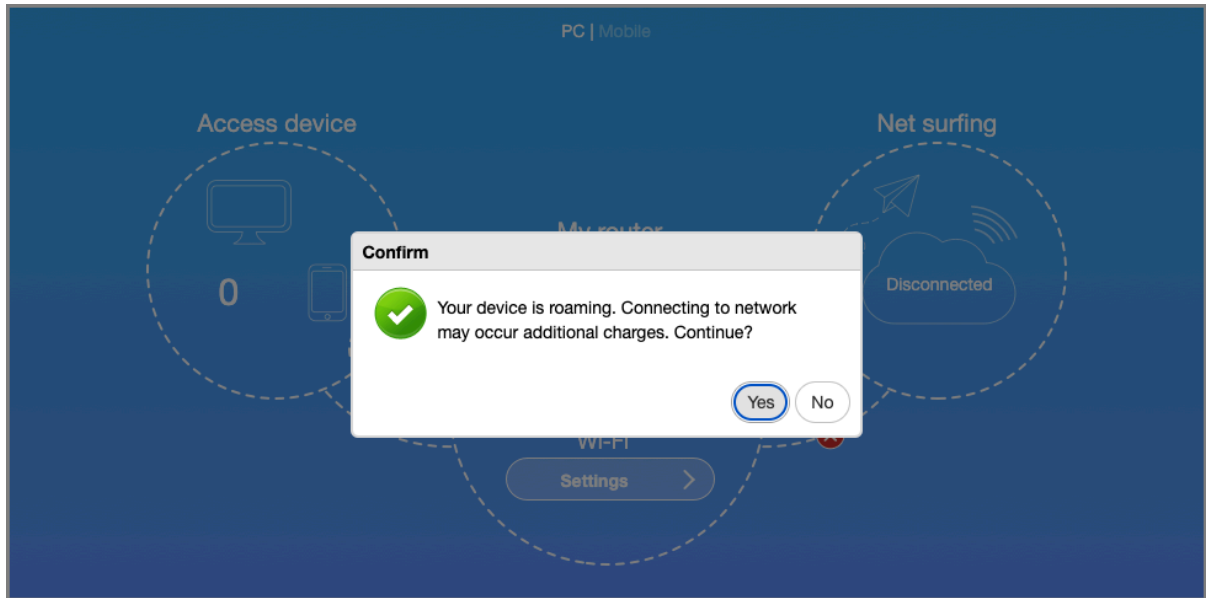 PC | Mobile
Access device
Net surfing
My router
Confirm
Your device is roaming. Connecting to network
may occur additional charges. Continue?
0
Disconnected
Yes
No
Wi-Fi
Settings